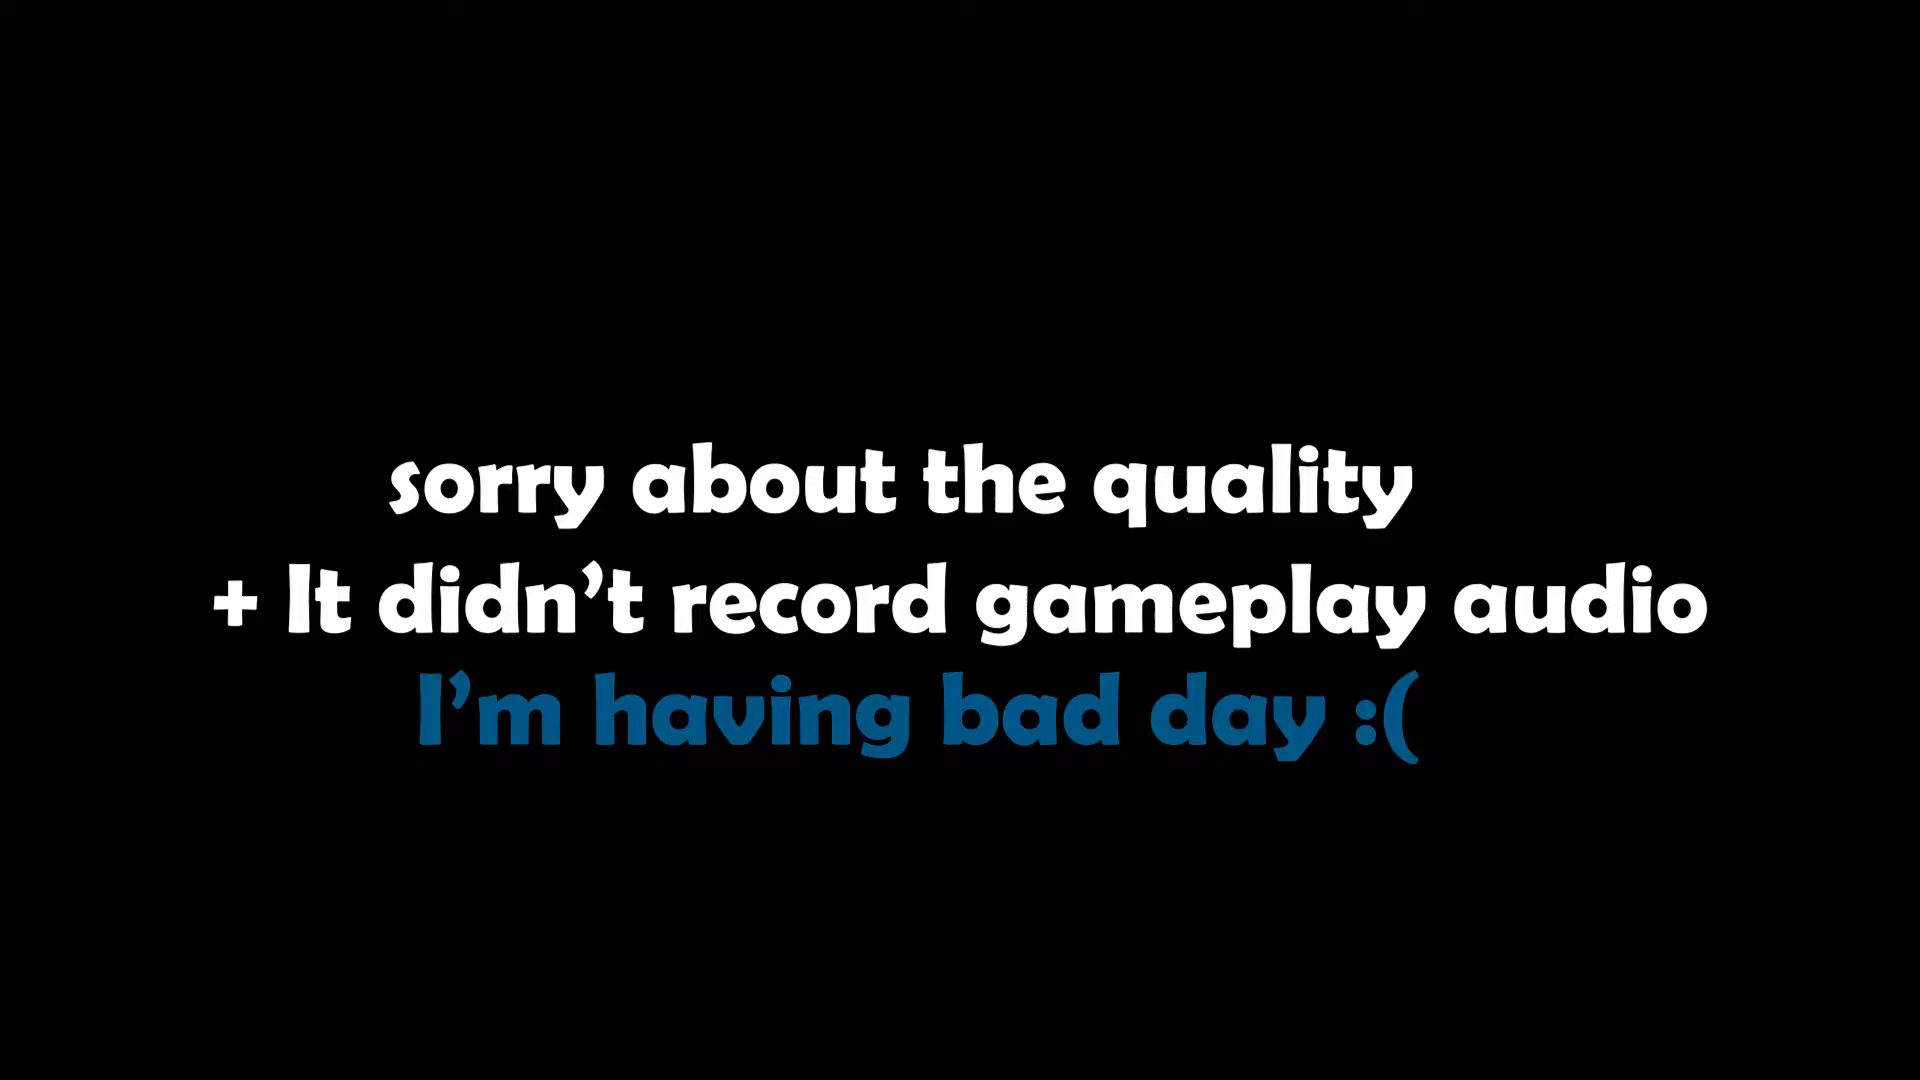 sorry about the quality
+ It didn’t record gameplay audio
I’m having bad day :(